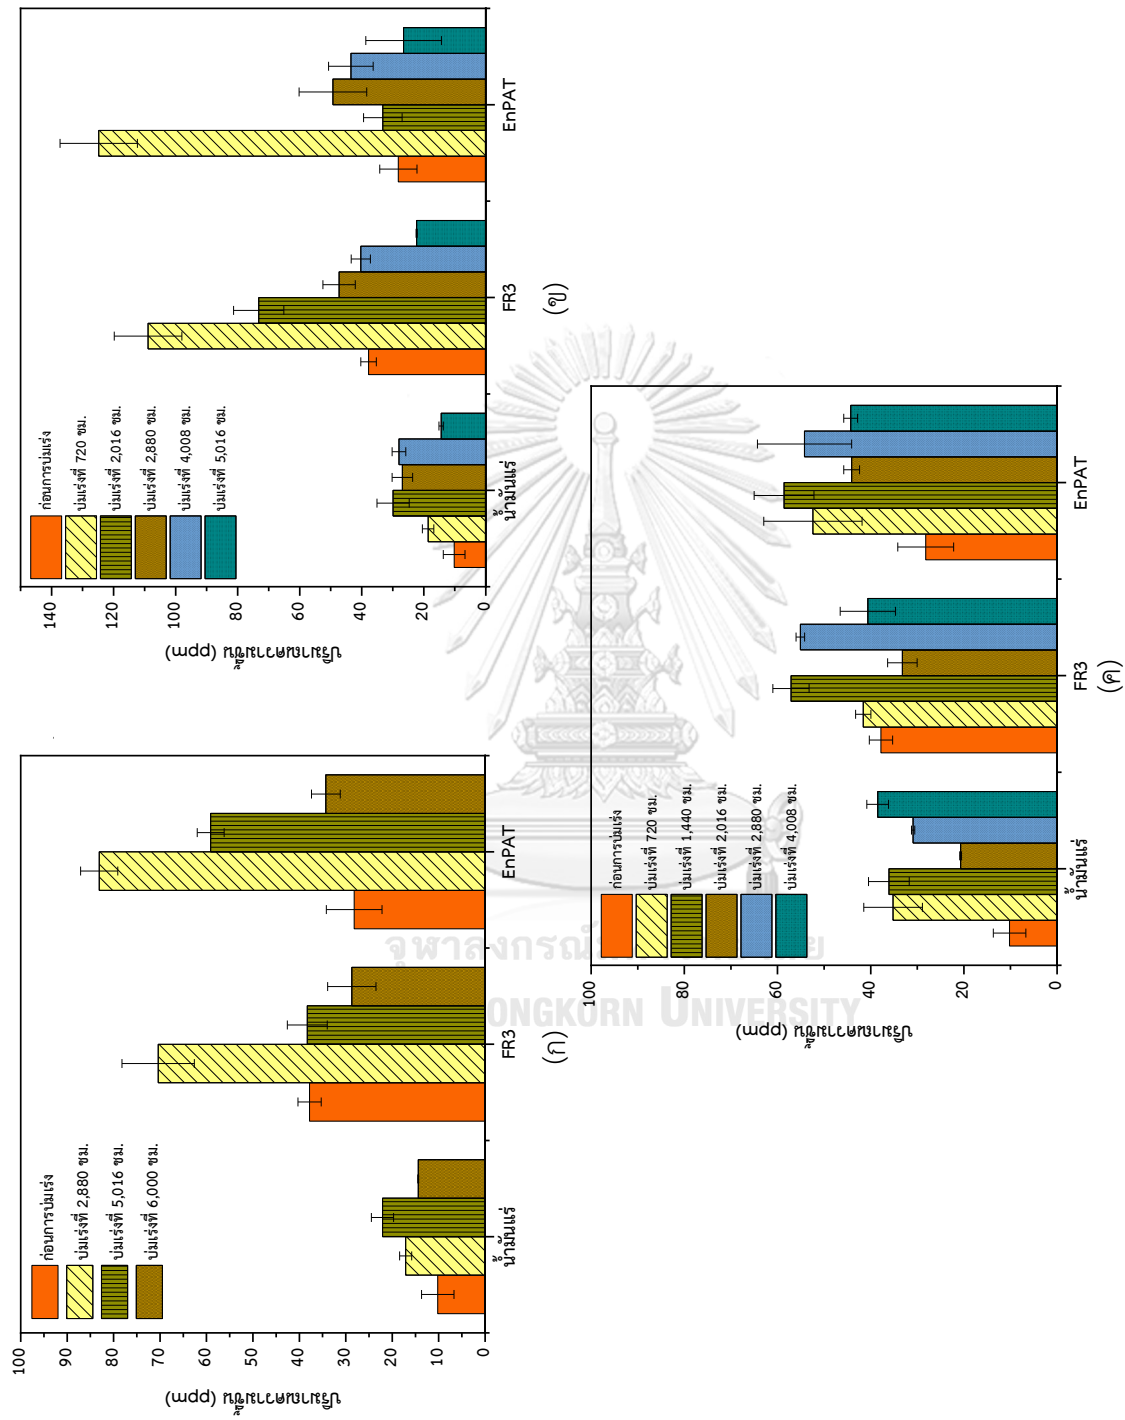 ปริมาณความชื้น (ppm)
100
90
80
70
60
50
40
30
20
10
0
ก่อนการบ่มเร่ง
บ่มเร่งที่ 2,880 ชม.
บ่มเร่งที่ 5,016 ชม.
บ่มเร่งที่ 6,000 ชม.
น้ำมันแร่
FR3
EnPAT
(ก)
ปริมาณความชื้น (ppm)
140
120
100
80
60
40
20
0
ก่อนการบ่มเร่ง
บ่มเร่งที่ 720 ชม.
บ่มเร่งที่ 2,016 ชม.
บ่มเร่งที่ 2,880 ชม.
บ่มเร่งที่ 4,008 ชม.
บ่มเร่งที่ 5,016 ชม.
น้ำมันแร่
FR3
EnPAT
(ข)
ปริมาณความชื้น (ppm)
100
80
60
40
20
0
ก่อนการบ่มเร่ง
บ่มเร่งที่ 720 ชม.
บ่มเร่งที่ 1,440 ชม.
บ่มเร่งที่ 2,016 ชม.
บ่มเร่งที่ 2,880 ชม.
บ่มเร่งที่ 4,008 ชม.
น้ำมันแร่
FR3
EnPAT
(ค)
จุฬาลงกรณ์
ONGKORN UNIVERSITY